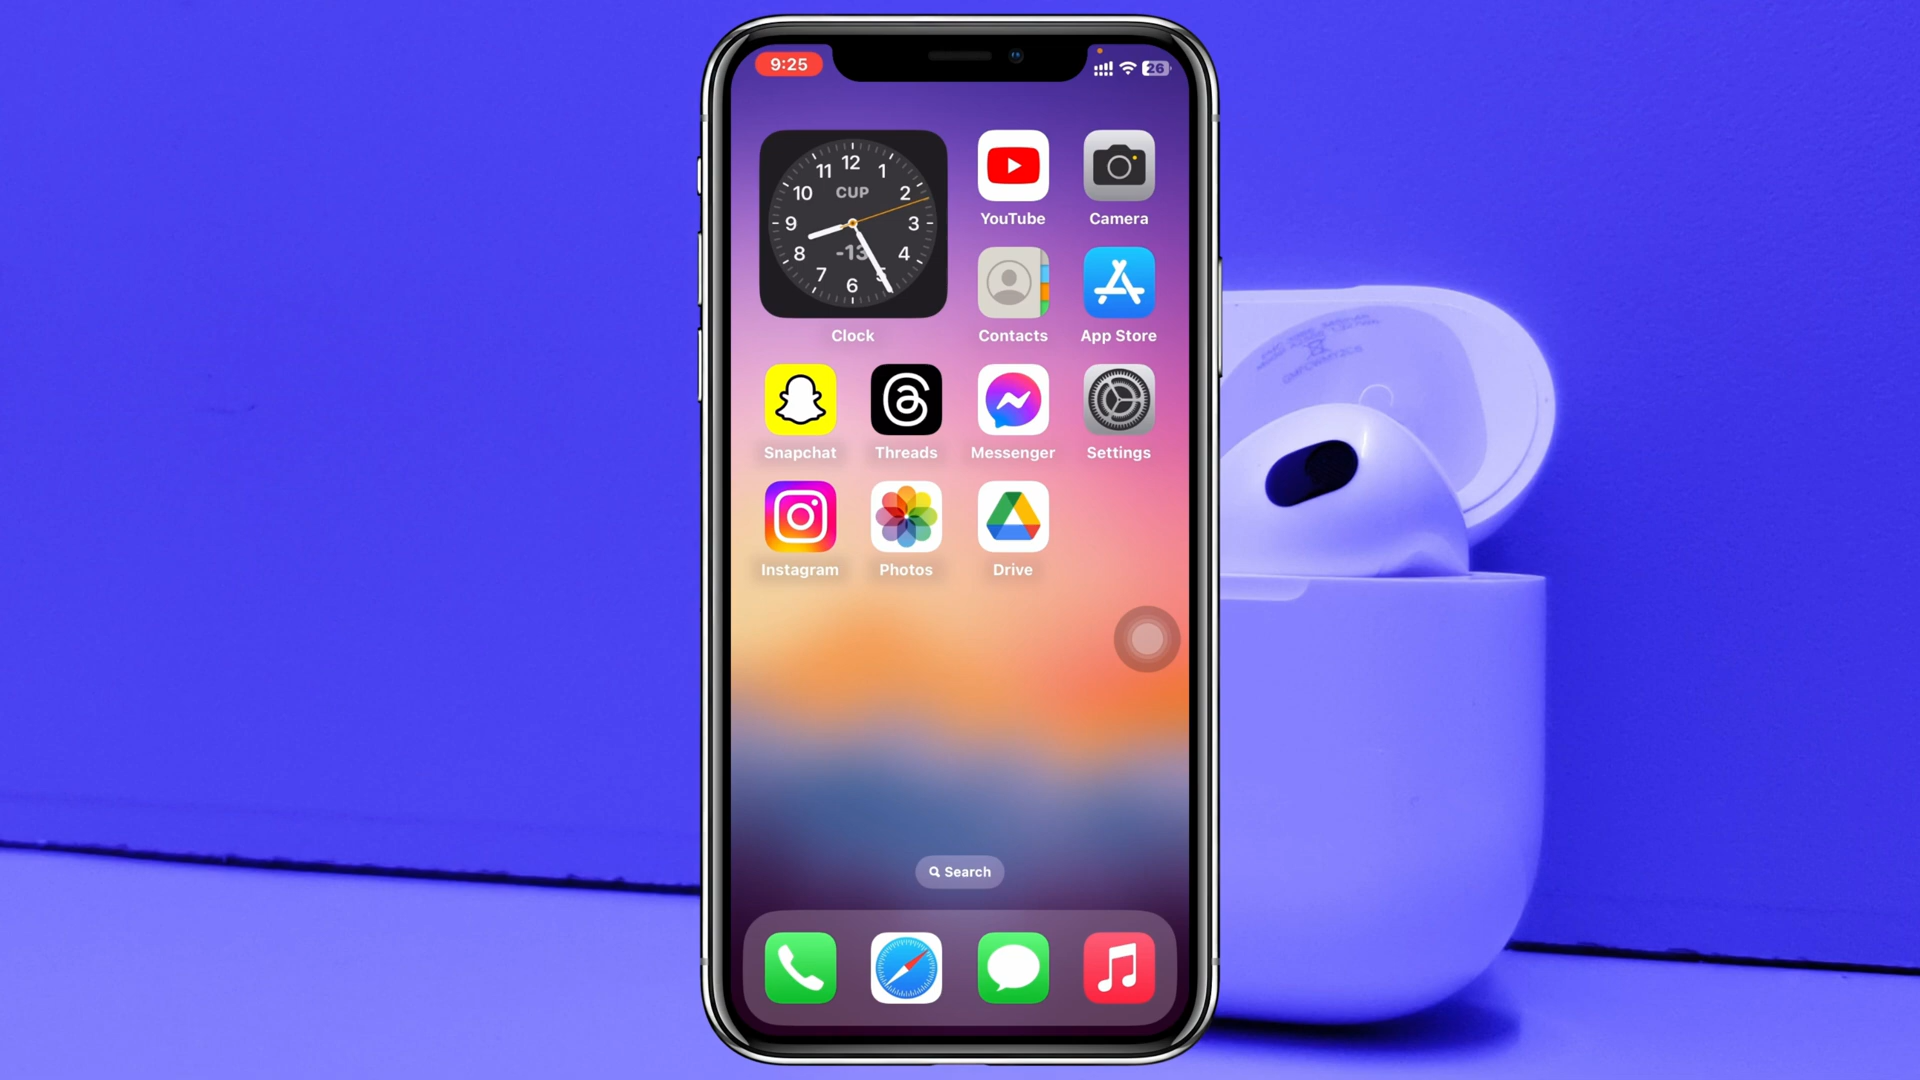 9:25
26
12
11
1
10
CUP
2
9
3
8
-13
4
7
5
6
YouTube
Camera
Clock
Contacts
App Store
Snapchat
Threads
Messenger
Settings
Instagram
Photos
Drive
Search